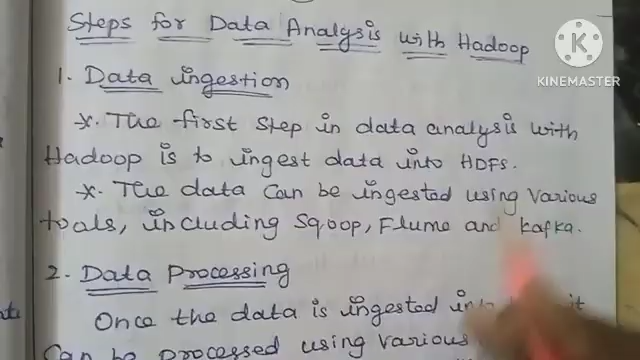 Steps for Data Analysis with Hadoop
KINEMASTER
1. Data ingestion
*. The first step in data analysis with
Hadoop is to ingest data into HDFS.
*. The data can be ingested using various
tools, including Sqoop, Flume and Kafka.
2. Data Processing
Once the data is ingested into it
can be processed using various